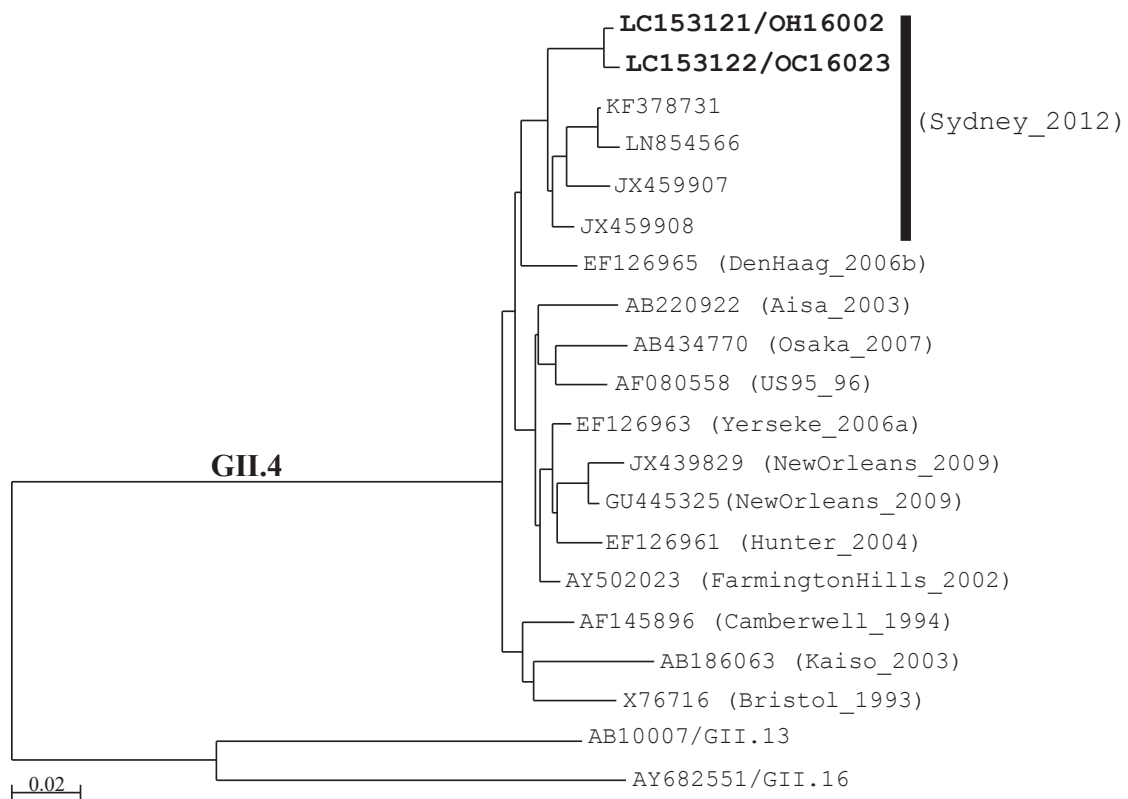 LC153121/OH16002
LC153122/OC16023
KF378731
(Sydney_2012)
LN854566
JX459907
JX459908
EF126965 (DenHaag_2006b)
AB220922 (Aisa_2003)
AB434770 (Osaka_2007)
AF080558 (US95_96)
EF126963 (Yerseke_2006a)
GII.4
JX439829 (NewOrleans_2009)
GU445325(NewOrleans_2009)
EF126961 (Hunter_2004)
AY502023 (FarmingtonHills_2002)
AF145896 (Camberwell_1994)
AB186063 (Kaiso_2003)
X76716 (Bristol_1993)
AB10007/GII.13
AY682551/GII.16
0.02